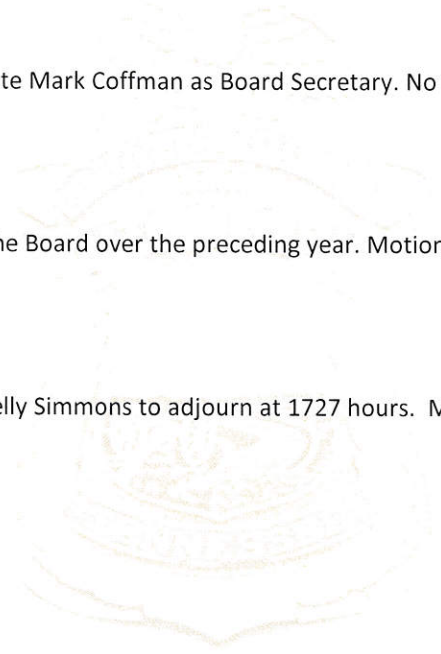 te Mark Coffman as Board Secretary. No
ne Board over the preceding year. Motion
elly Simmons to adjourn at 1727 hours. M